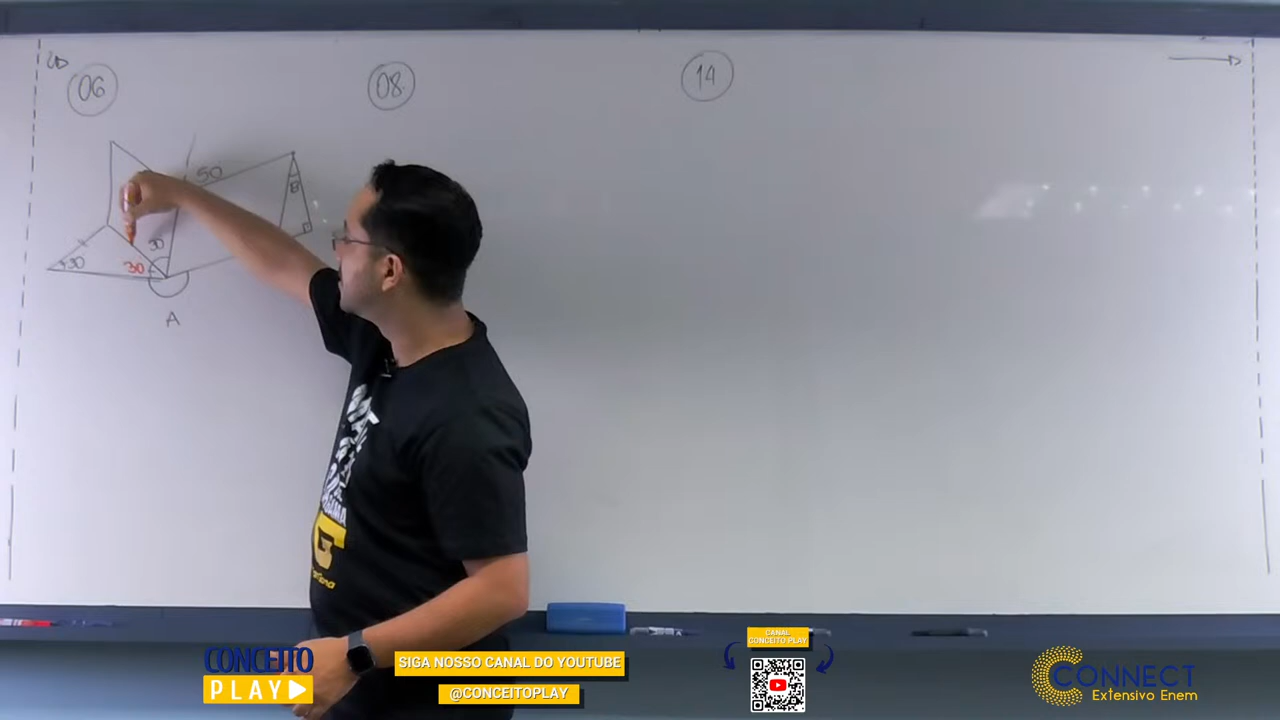 06
08
14
50
B
30
30
30
A
CONCEITO
PLAY
SIGA NOSSO CANAL DO YOUTUBE
@CONCEITOPLAY
CANAL
CONCEITO PLAY
CONNECT
Extensivo Enem